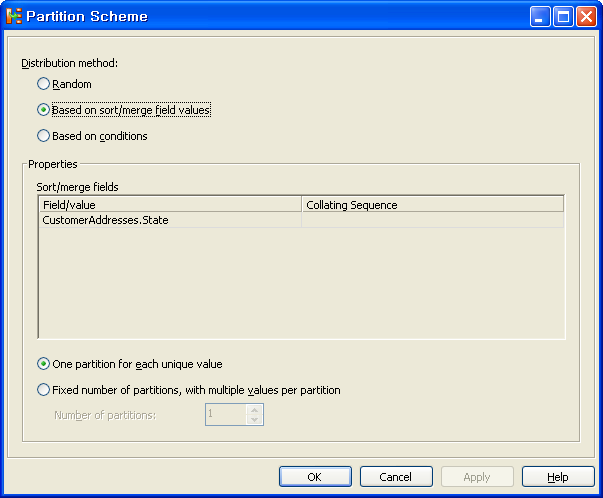 Partition Scheme
Distribution method:
Random
Based on sort/merge field values
Based on conditions
Properties
Sort/merge fields
Field/value Collating Sequence
CustomerAddresses.State
One partition for each unique value
Fixed number of partitions, with multiple values per partition
Number of partitions: 1
OK Cancel Apply Help